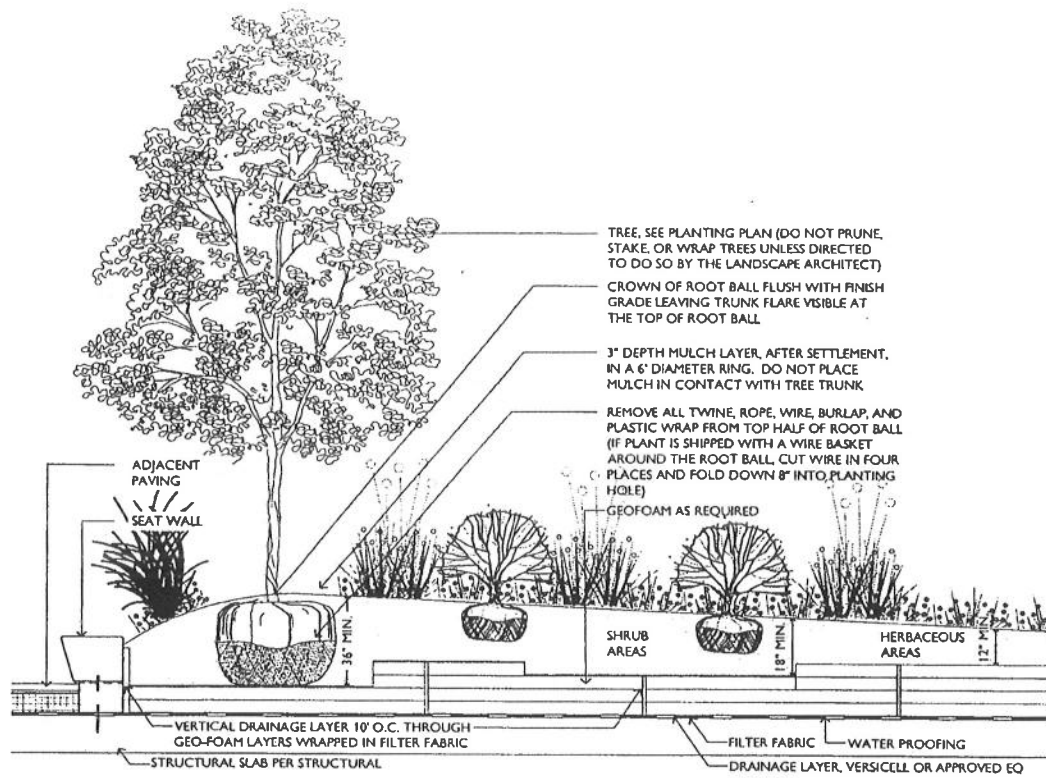 TREE, SEE PLANTING PLAN (DO NOT PRUNE,
STAKE, OR WRAP TREES UNLESS DIRECTED
TO DO SO BY THE LANDSCAPE ARCHITECT)
CROWN OF ROOT BALL FLUSH WITH FINISH
GRADE LEAVING TRUNK FLARE VISIBLE AT
THE TOP OF ROOT BALL
3" DEPTH MULCH LAYER, AFTER SETTLEMENT,
IN A 6' DIAMETER RING. DO NOT PLACE
MULCH IN CONTACT WITH TREE TRUNK
REMOVE ALL TWINE, ROPE, WIRE, BURLAP, AND
PLASTIC WRAP FROM TOP HALF OF ROOT BALL
(IF PLANT IS SHIPPED WITH A WIRE BASKET
AROUND THE ROOT BALL, CUT WIRE IN FOUR
PLACES AND FOLD DOWN 8" INTO PLANTING
HOLE)
GEOFOAM AS REQUIRED
ADJACENT
PAVING
SEAT WALL
36" MIN.
SHRUB
AREAS
18" MIN.
HERBACEOUS
AREAS
12" MIN.
VERTICAL DRAINAGE LAYER 10' O.C. THROUGH
GEO-FOAM LAYERS WRAPPED IN FILTER FABRIC
FILTER FABRIC
WATER PROOFING
STRUCTURAL SLAB PER STRUCTURAL
DRAINAGE LAYER, VERSICELL OR APPROVED EQ